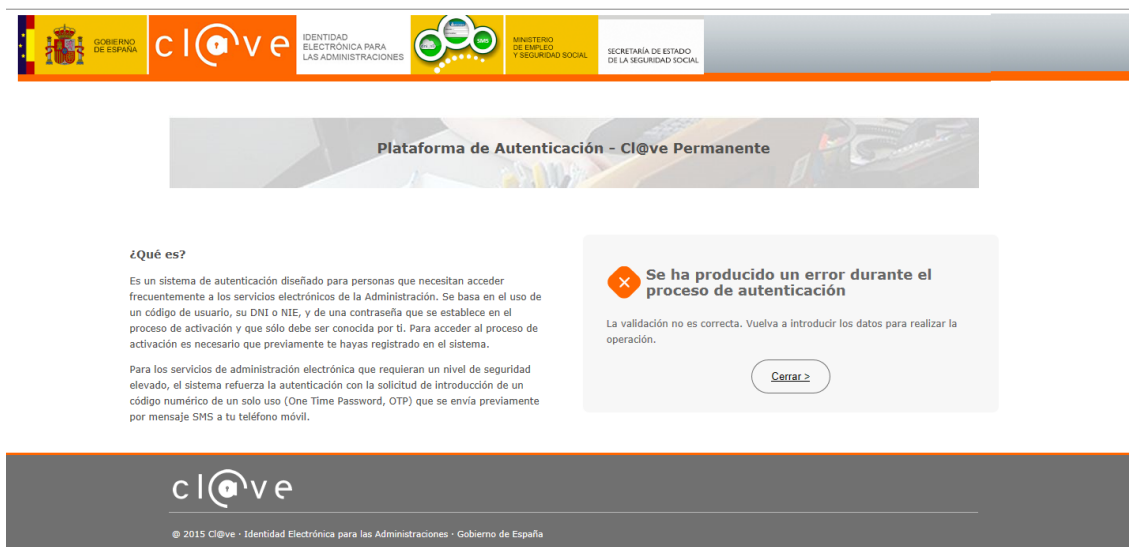 GOBIERNO
DE ESPAÑA
cl@ve
IDENTIDAD
ELECTRÓNICA PARA
LAS ADMINISTRACIONES
SMS
MINISTERIO
DE EMPLEO
Y SEGURIDAD SOCIAL
SECRETARÍA DE ESTADO
DE LA SEGURIDAD SOCIAL
Plataforma de Autenticación - Cl@ve Permanente
¿Qué es?
Es un sistema de autenticación diseñado para personas que necesitan acceder
frecuentemente a los servicios electrónicos de la Administración. Se basa en el uso de
un código de usuario, su DNI o NIE, y de una contraseña que se establece en el
proceso de activación y que sólo debe ser conocida por ti. Para acceder al proceso de
activación es necesario que previamente te hayas registrado en el sistema.
Para los servicios de administración electrónica que requieran un nivel de seguridad
elevado, el sistema refuerza la autenticación con la solicitud de introducción de un
código numérico de un solo uso (One Time Password, OTP) que se envía previamente
por mensaje SMS a tu teléfono móvil.
Se ha producido un error durante el
proceso de autenticación
La validación no es correcta. Vuelva a introducir los datos para realizar la
operación.
Cerrar >
cl@ve
@ 2015 Cl@ve · Identidad Electrónica para las Administraciones · Gobierno de España